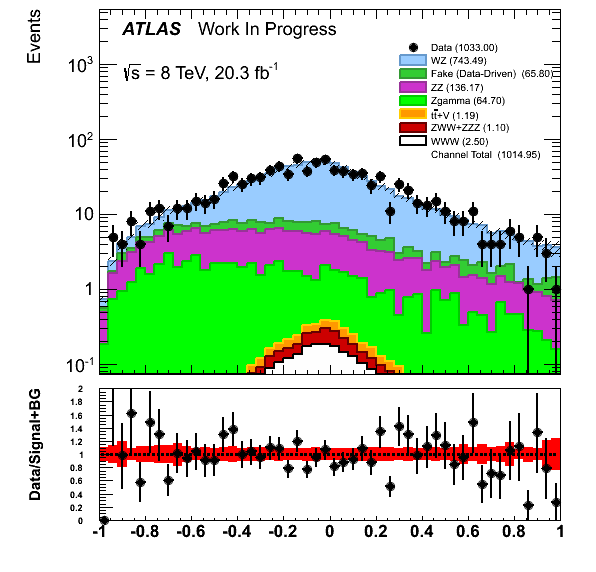 Events
ATLAS Work In Progress
√s = 8 TeV, 20.3 fb⁻¹
Data (1033.00)
WZ (743.49)
Fake (Data-Driven) (65.80)
ZZ (136.17)
Zgamma (64.70)
tt̄+V (1.19)
ZWW+ZZZ (1.10)
WWW (2.50)
Channel Total (1014.95)
10³
10²
10
1
10⁻¹
Data/Signal+BG
2
1.8
1.6
1.4
1.2
1
0.8
0.6
0.4
0.2
0
-1 -0.8 -0.6 -0.4 -0.2 0 0.2 0.4 0.6 0.8 1